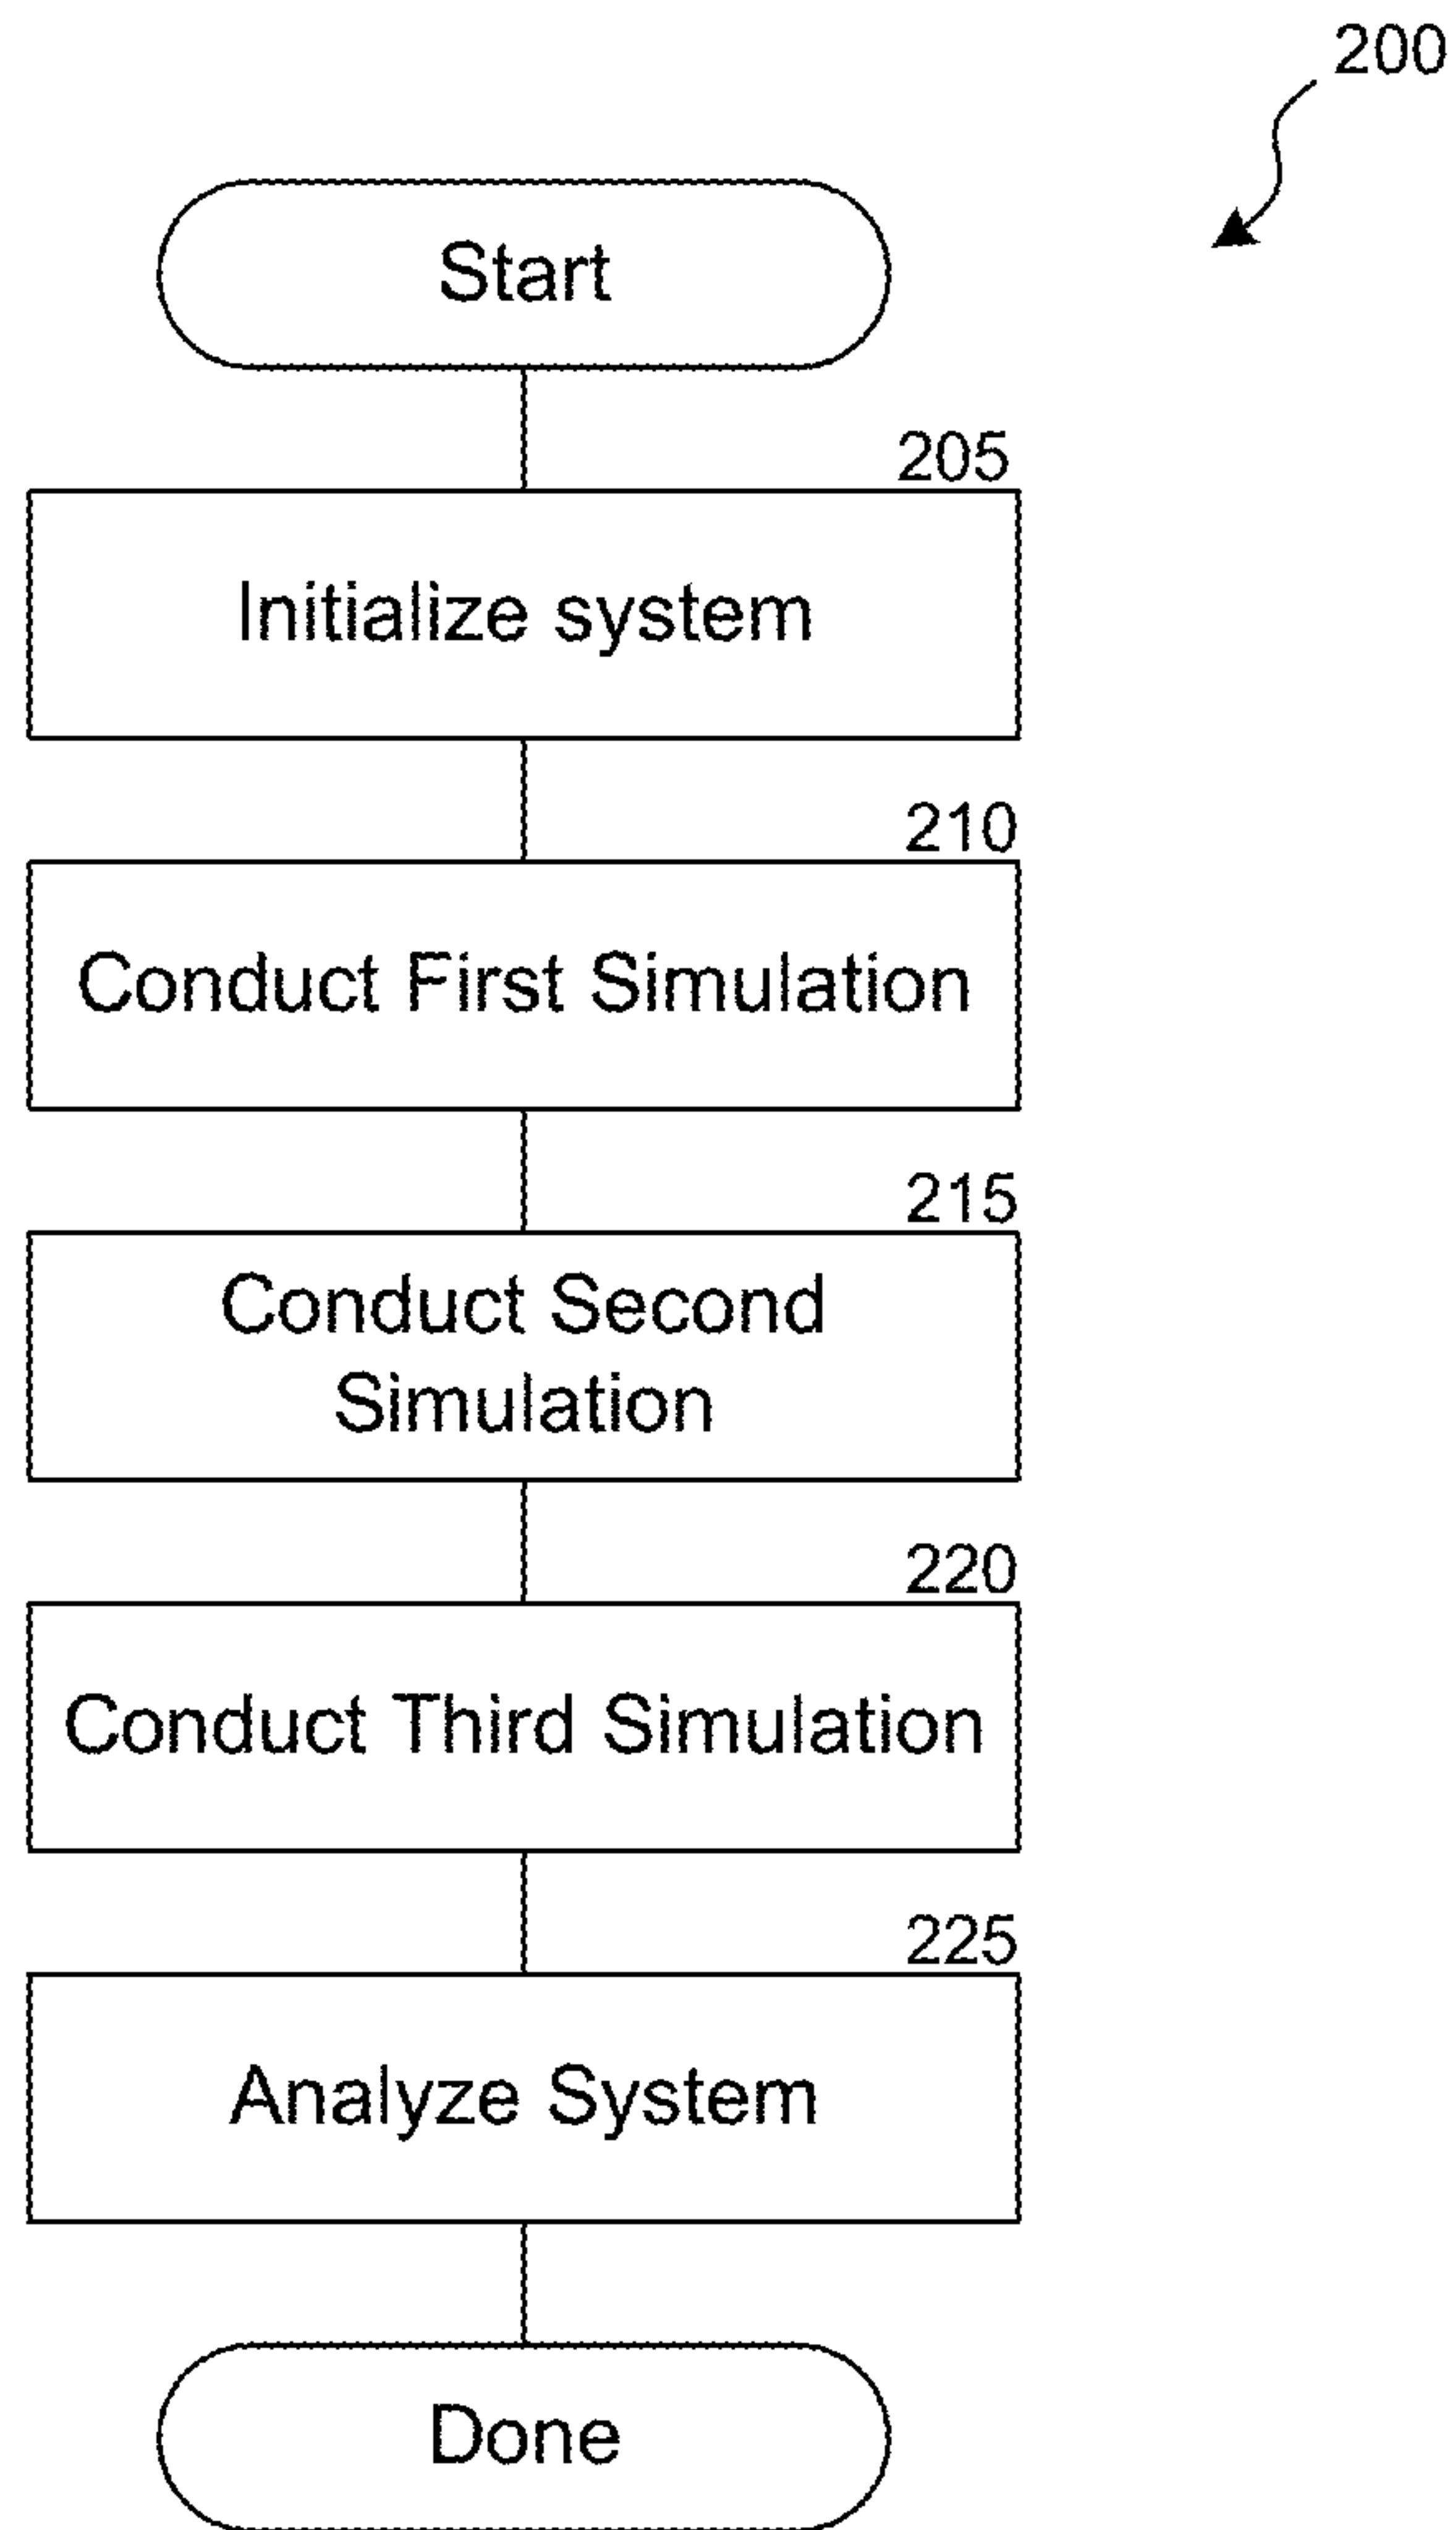 200
Start
205
Initialize system
210
Conduct First Simulation
215
Conduct Second
Simulation
220
Conduct Third Simulation
225
Analyze System
Done